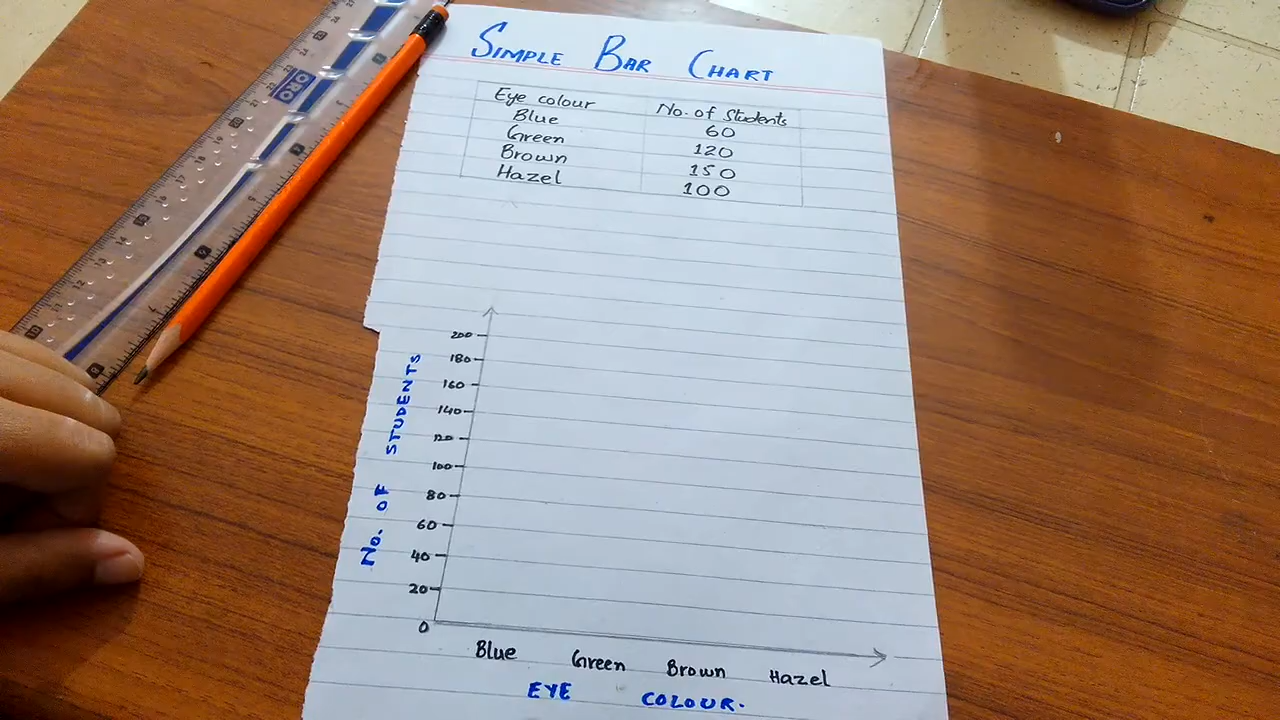 SIMPLE BAR CHART
Eye colour No. of Students
Blue 60
Green 120
Brown 150
Hazel 100
200
180
160
140
120
100
80
60
40
20
0
No. OF STUDENTS
Blue Green Brown Hazel
EYE COLOUR.
ORO